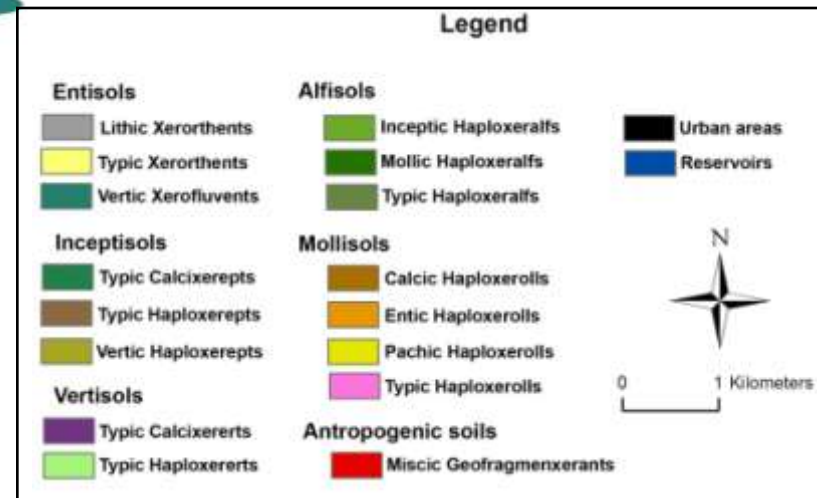 Legend
Entisols
Lithic Xerorthents
Typic Xerorthents
Vertic Xerofluvents
Inceptisols
Typic Calcixerepts
Typic Haploxerepts
Vertic Haploxerepts
Vertisols
Typic Calcixererts
Typic Haploxererts
Alfisols
Inceptic Haploxeralfs
Mollic Haploxeralfs
Typic Haploxeralfs
Mollisols
Calcic Haploxerolls
Entic Haploxerolls
Pachic Haploxerolls
Typic Haploxerolls
Antropogenic soils
Miscic Geofragmenxerants
Urban areas
Reservoirs
N
0 1 Kilometers